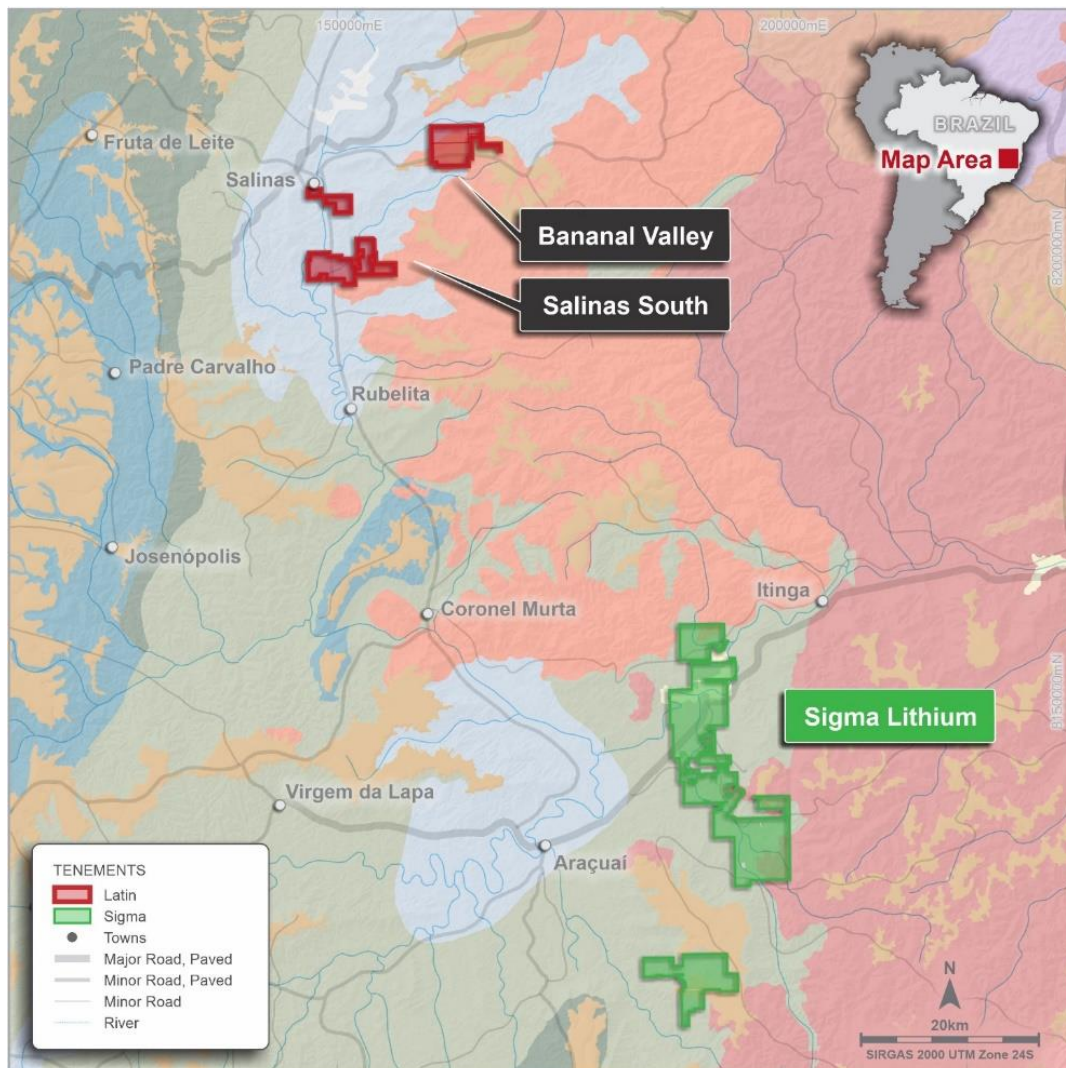 150000mE
200000mE
Fruta de Leite
BRAZIL
Map Area
Salinas
Bananal Valley
8200000mN
Salinas South
Padre Carvalho
Rubelita
Josenópolis
Itinga
Coronel Murta
8150000mN
Sigma Lithium
Virgem da Lapa
Araçuaí
TENEMENTS
Latin
Sigma
Towns
Major Road, Paved
Minor Road, Paved
Minor Road
River
N
20km
SIRGAS 2000 UTM Zone 24S